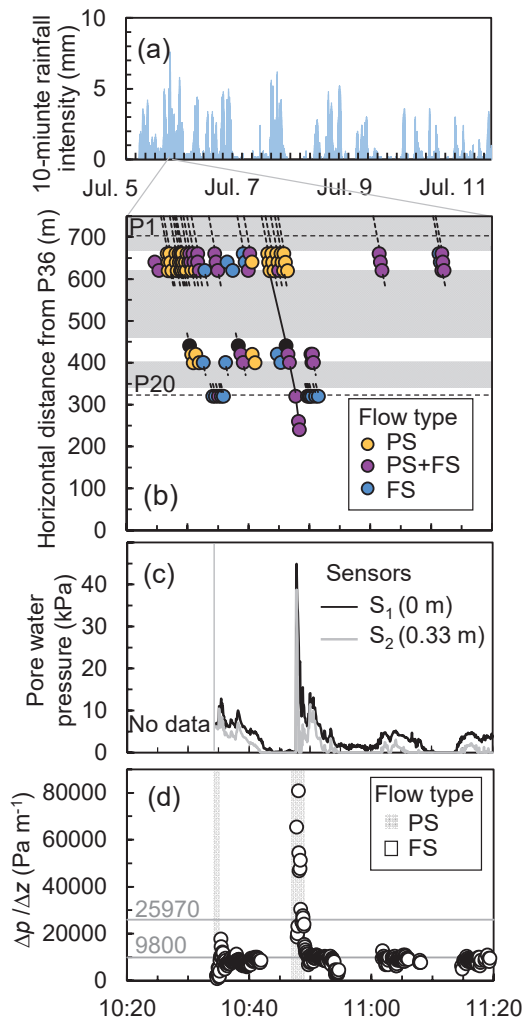 10
5
0
10-miunte rainfall
intensity (mm)
(a)
Jul. 5
Jul. 7
Jul. 9
Jul. 11
700
600
500
400
300
200
100
0
Horizontal distance from P36 (m)
P1
P20
(b)
Flow type
PS
PS+FS
FS
40
30
20
10
0
Pore water
pressure (kPa)
(c)
No data
Sensors
S1 (0 m)
S2 (0.33 m)
80000
60000
40000
20000
0
Δp /Δz (Pa m-1)
(d)
Flow type
PS
FS
25970
9800
10:20
10:40
11:00
11:20